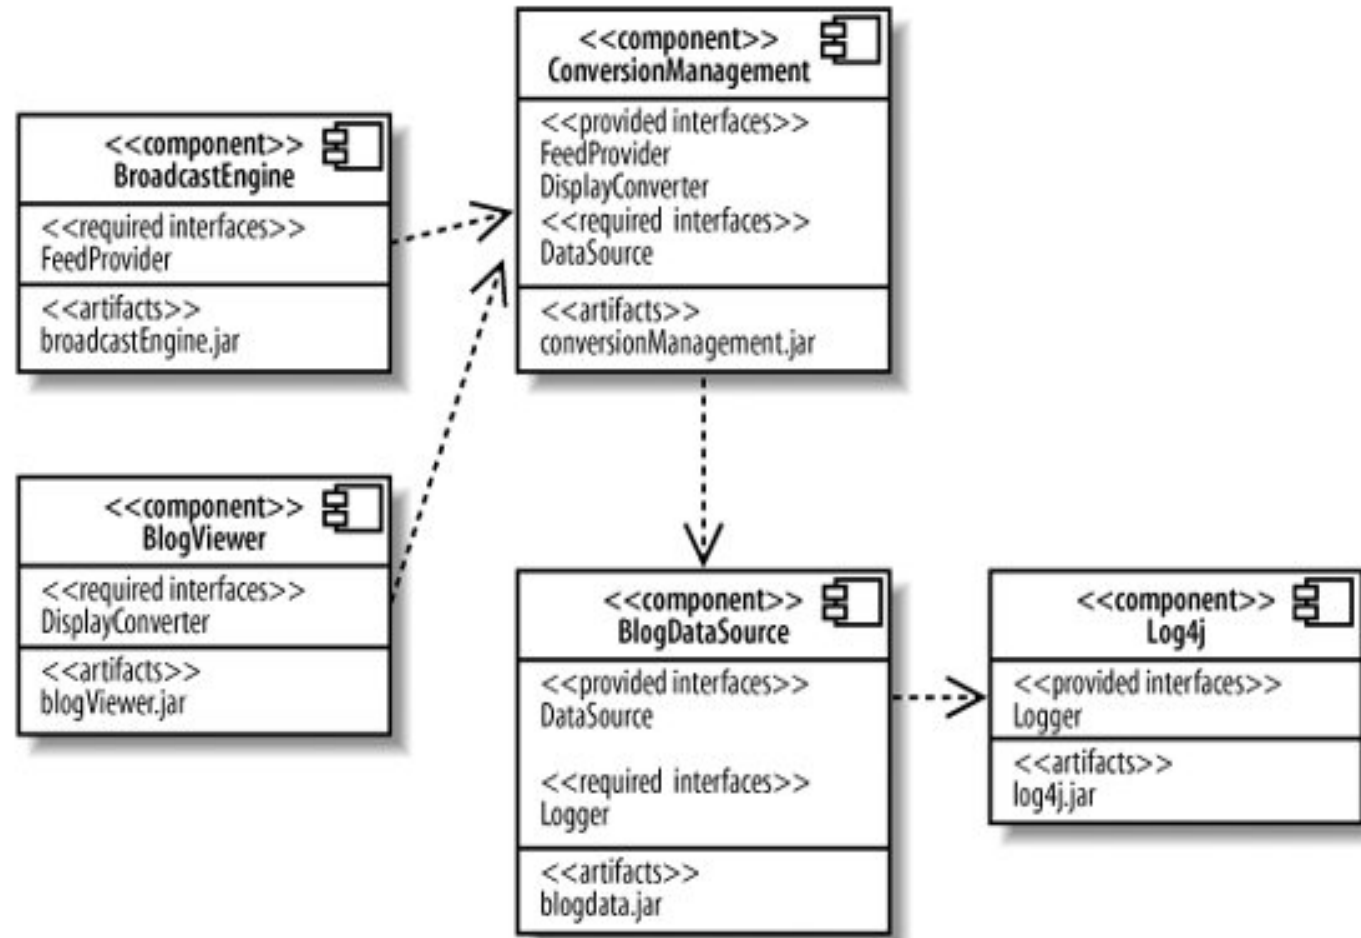 <<component>>
BroadcastEngine
<<required interfaces>>
FeedProvider
<<artifacts>>
broadcastEngine.jar
<<component>>
ConversionManagement
<<provided interfaces>>
FeedProvider
DisplayConverter
<<required interfaces>>
DataSource
<<artifacts>>
conversionManagement.jar
<<component>>
BlogViewer
<<required interfaces>>
DisplayConverter
<<artifacts>>
blogViewer.jar
<<component>>
BlogDataSource
<<provided interfaces>>
DataSource
<<required interfaces>>
Logger
<<artifacts>>
blogdata.jar
<<component>>
Log4j
<<provided interfaces>>
Logger
<<artifacts>>
log4j.jar